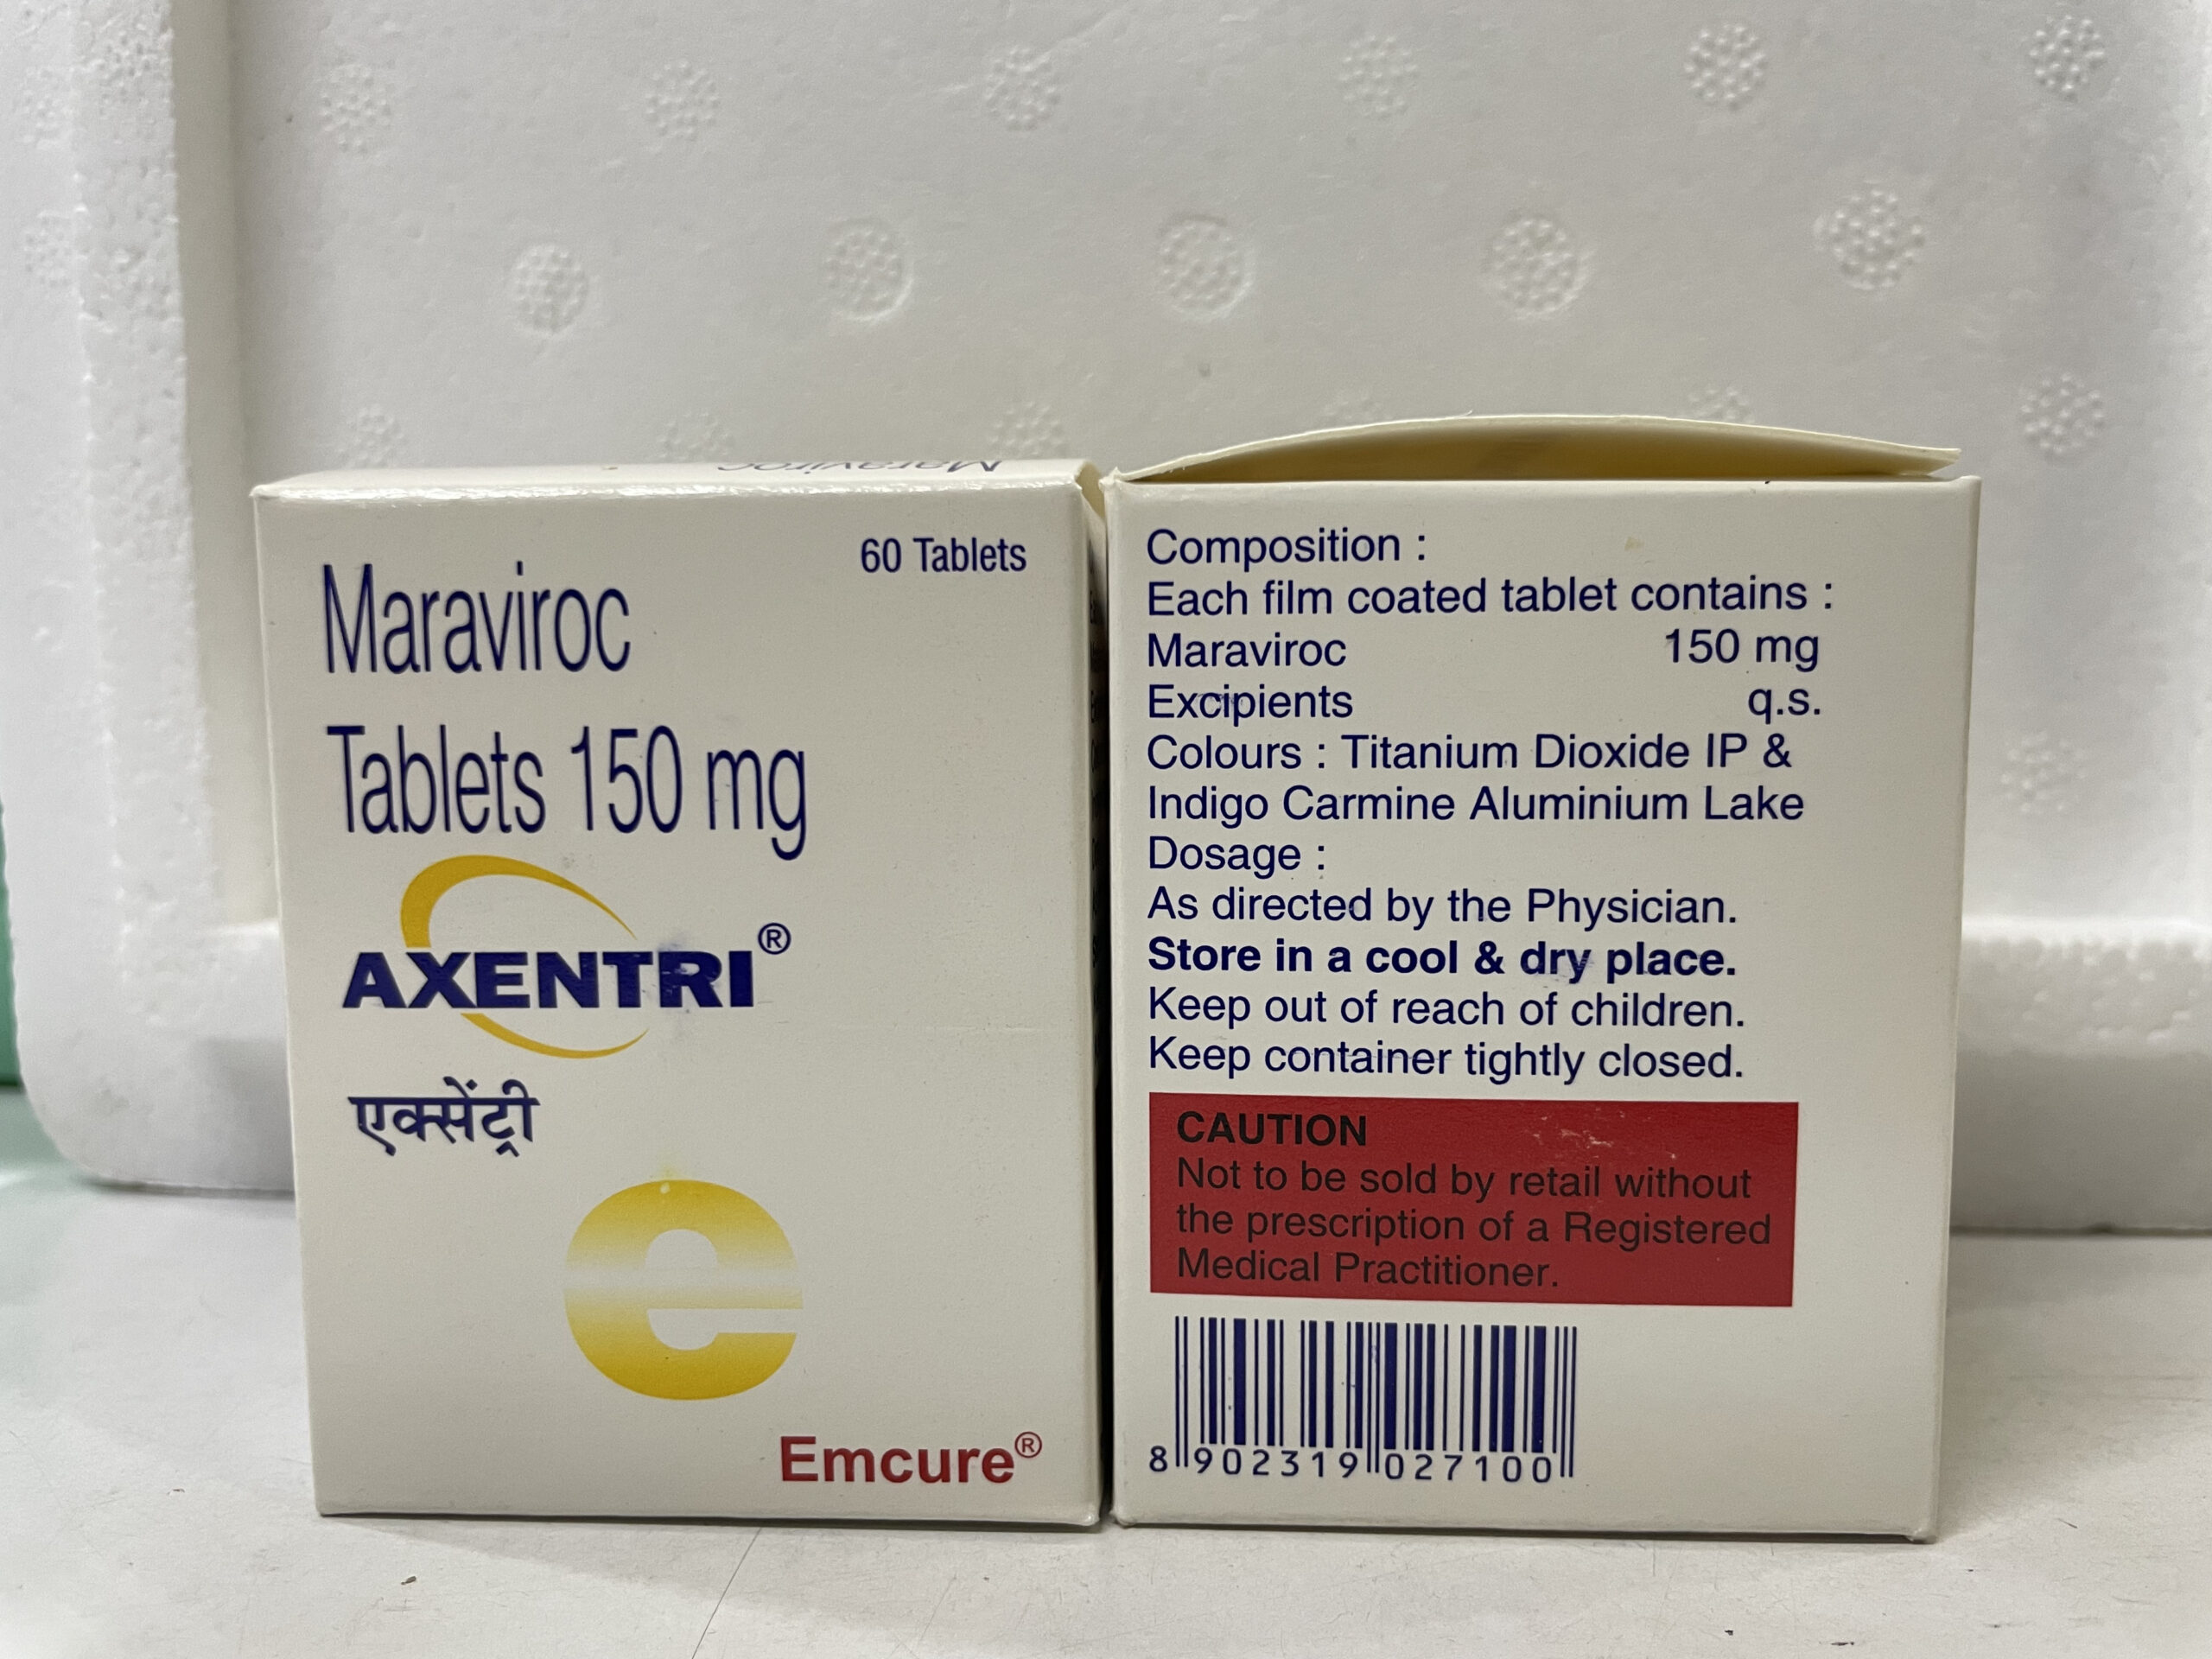 Maraviroc
60 Tablets
Maraviroc
Tablets 150 mg
AXENTRI®
एक्सेंट्री
e
Emcure®
Composition :
Each film coated tablet contains :
Maraviroc 150 mg
Excipients q.s.
Colours : Titanium Dioxide IP &
Indigo Carmine Aluminium Lake
Dosage :
As directed by the Physician.
Store in a cool & dry place.
Keep out of reach of children.
Keep container tightly closed.
CAUTION
Not to be sold by retail without
the prescription of a Registered
Medical Practitioner.
8 902319 027100